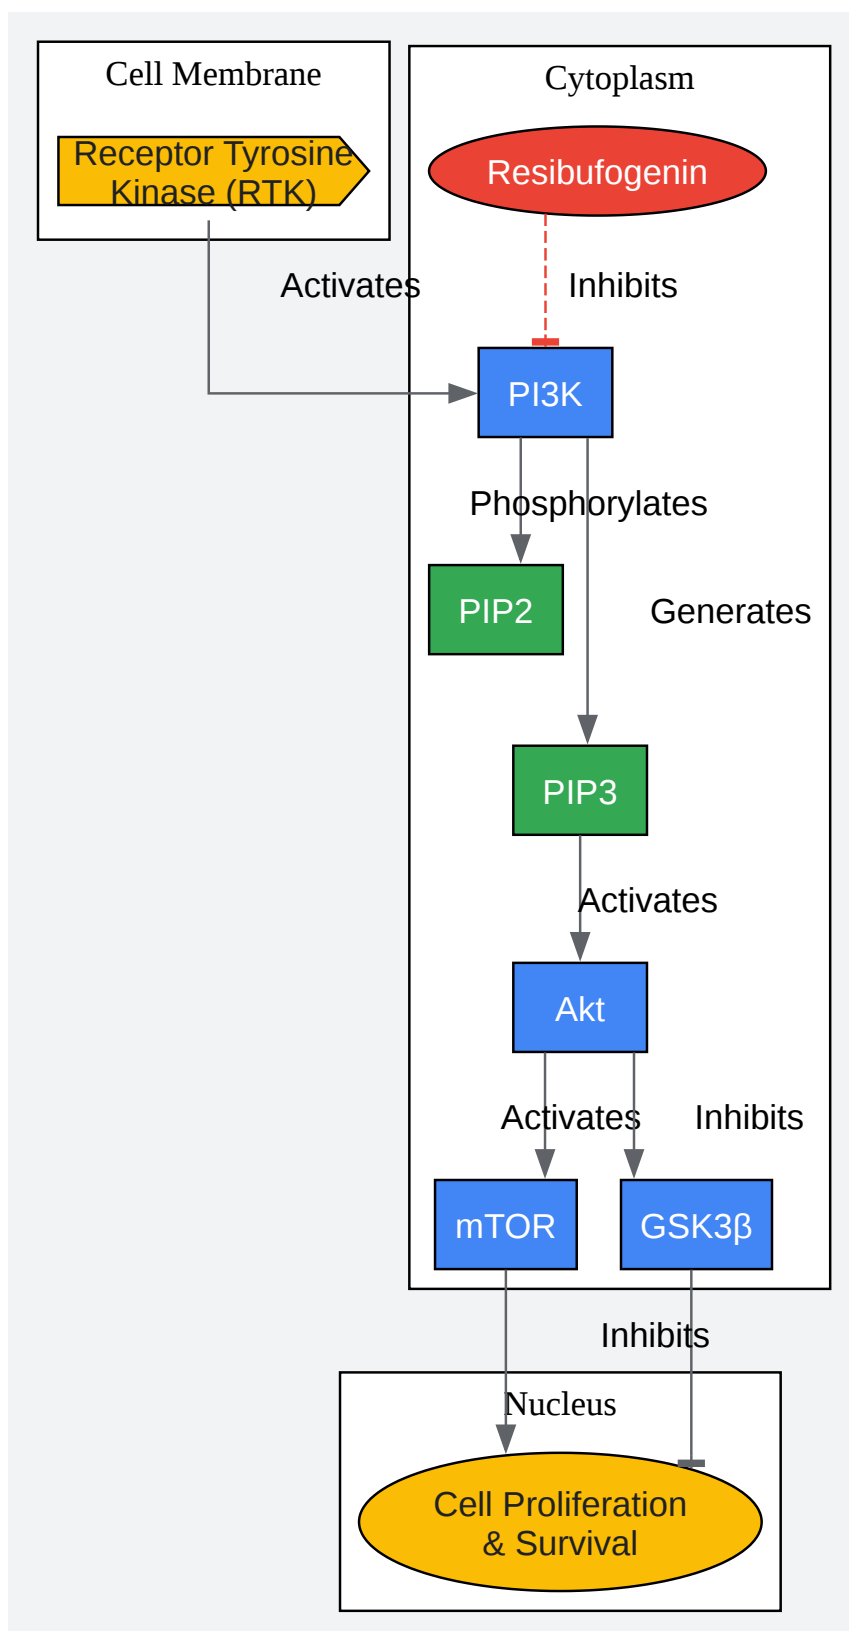 Cell Membrane
Cytoplasm
Receptor Tyrosine
Kinase (RTK)
Resibufogenin
Activates
Inhibits
PI3K
Phosphorylates
PIP2
Generates
PIP3
Activates
Akt
Activates
Inhibits
mTOR
GSK3β
Inhibits
Nucleus
Cell Proliferation
& Survival